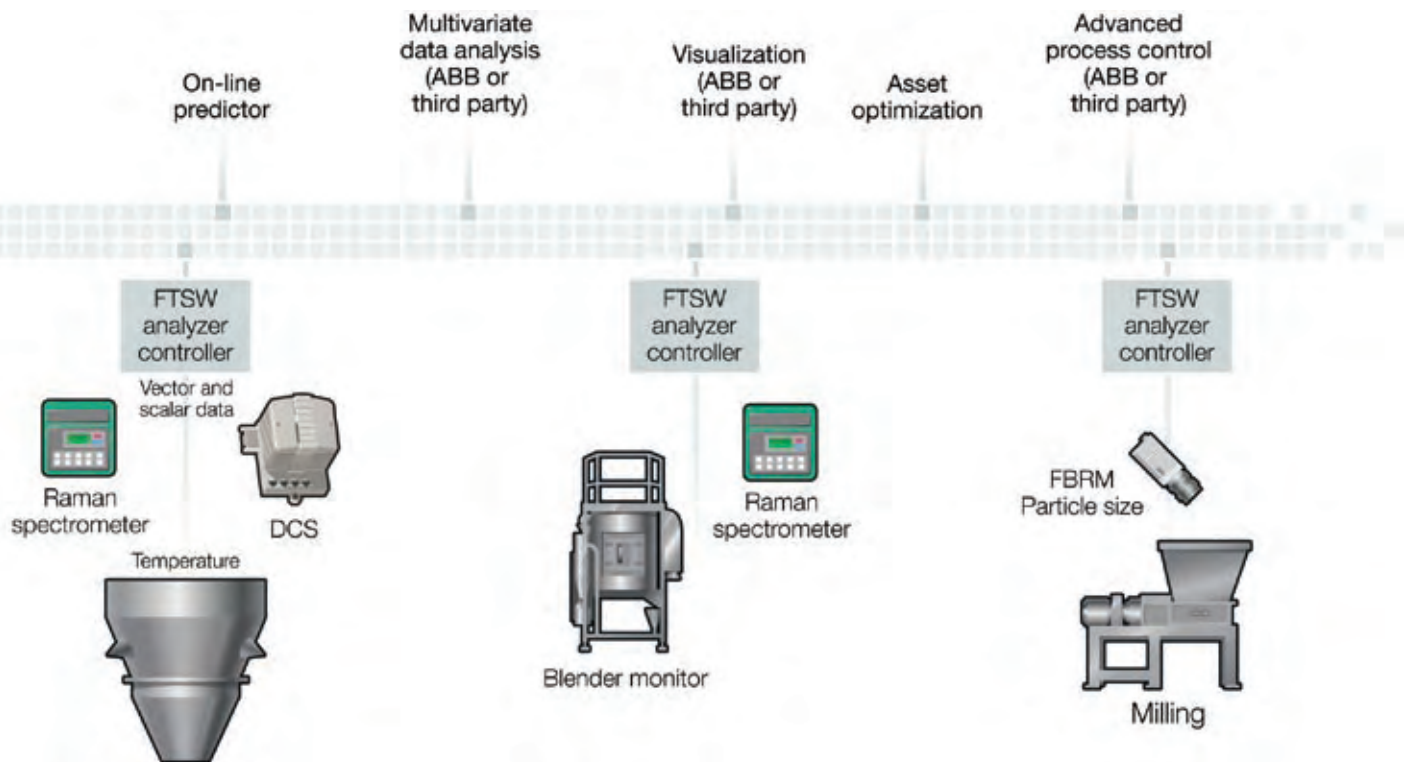 On-line
predictor
Multivariate
data analysis
(ABB or
third party)
Visualization
(ABB or
third party)
Asset
optimization
Advanced
process control
(ABB or
third party)
FTSW
analyzer
controller
Vector and
scalar data
Raman
spectrometer
DCS
Temperature
FTSW
analyzer
controller
Raman
spectrometer
Blender monitor
FTSW
analyzer
controller
FBRM
Particle size
Milling